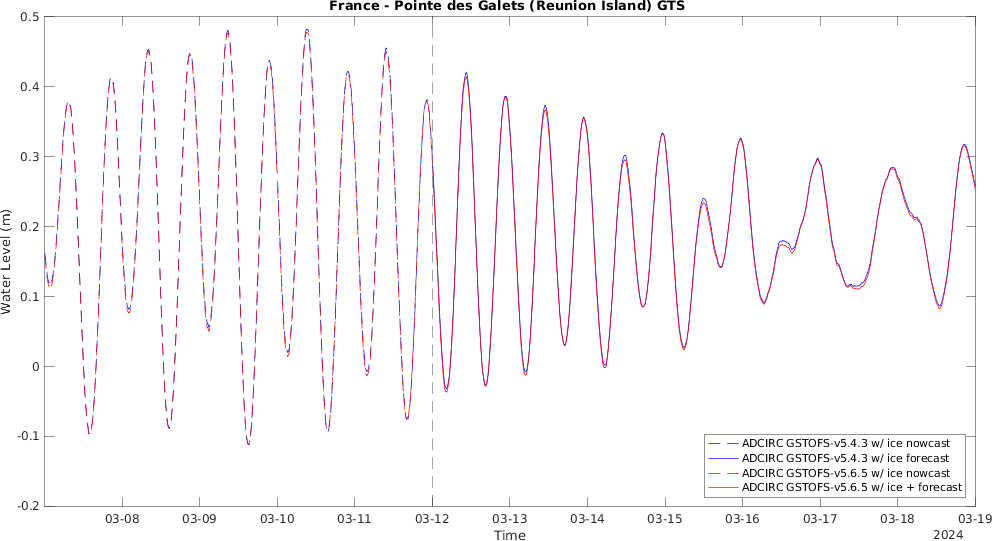 France - Pointe des Galets (Reunion Island) GTS
0.5
0.4
0.3
0.2
0.1
0
-0.1
-0.2
Water Level (m)
ADCIRC GSTOFS-v5.4.3 w/ ice nowcast
ADCIRC GSTOFS-v5.4.3 w/ ice forecast
ADCIRC GSTOFS-v5.6.5 w/ ice nowcast
ADCIRC GSTOFS-v5.6.5 w/ ice + forecast
03-08 03-09 03-10 03-11 03-12 03-13 03-14 03-15 03-16 03-17 03-18 03-19
Time
2024